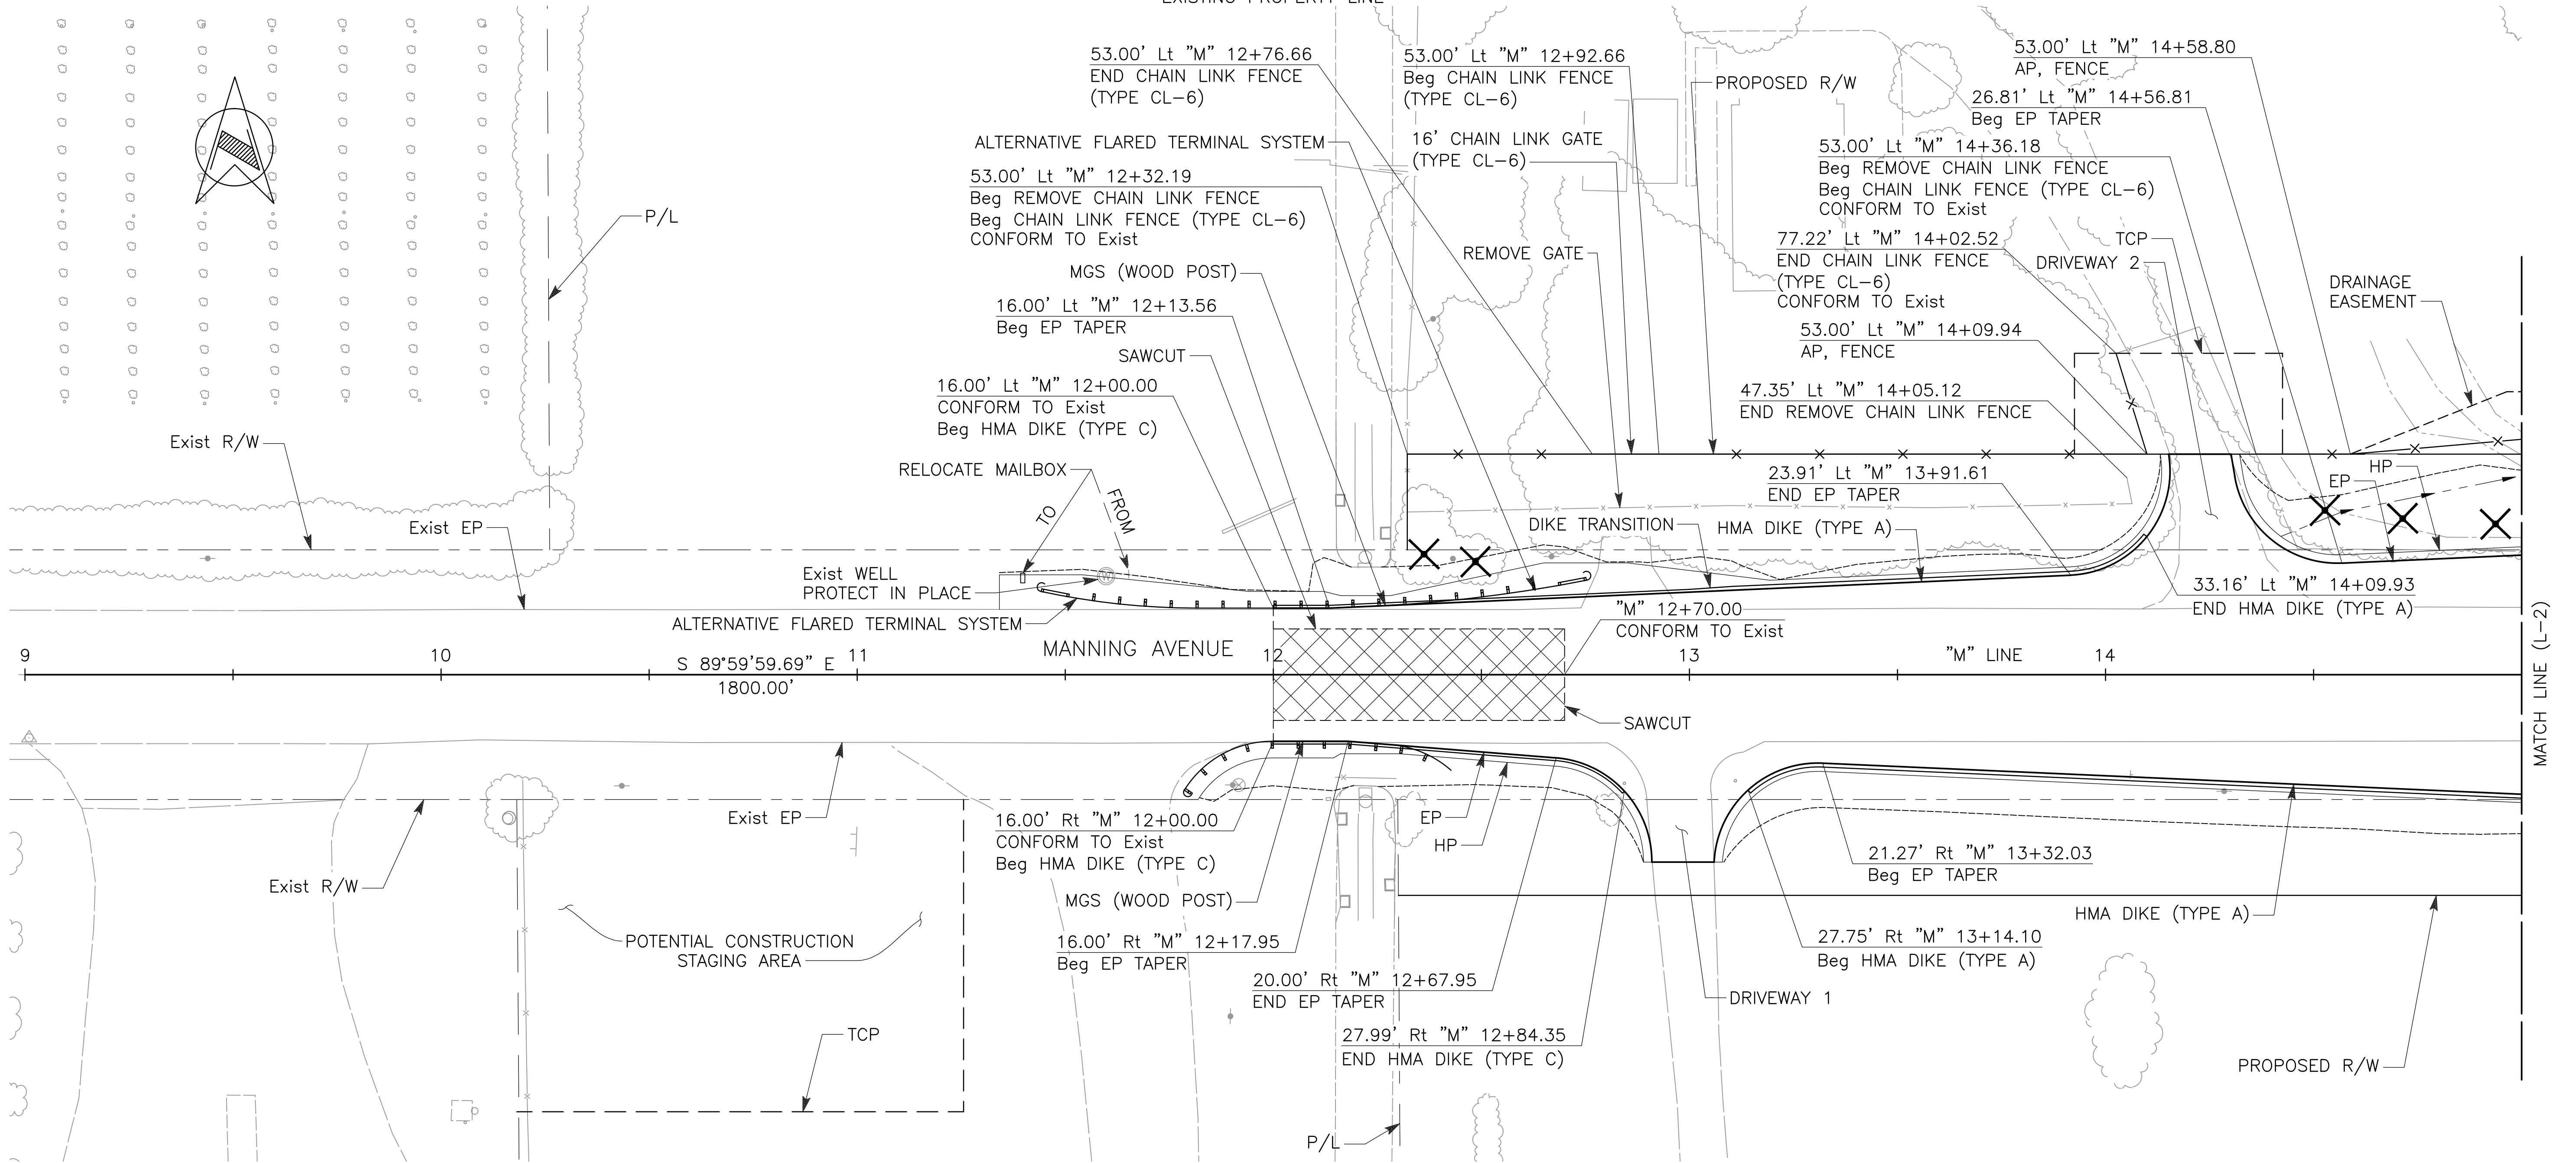 EXISTING PROPERTY LINE
53.00' Lt "M" 12+76.66
END CHAIN LINK FENCE
(TYPE CL-6)
53.00' Lt "M" 12+92.66
Beg CHAIN LINK FENCE
(TYPE CL-6)
PROPOSED R/W
53.00' Lt "M" 14+58.80
AP, FENCE
26.81' Lt "M" 14+56.81
Beg EP TAPER
ALTERNATIVE FLARED TERMINAL SYSTEM
16' CHAIN LINK GATE
(TYPE CL-6)
53.00' Lt "M" 14+36.18
Beg REMOVE CHAIN LINK FENCE
Beg CHAIN LINK FENCE (TYPE CL-6)
CONFORM TO Exist
53.00' Lt "M" 12+32.19
Beg REMOVE CHAIN LINK FENCE
Beg CHAIN LINK FENCE (TYPE CL-6)
CONFORM TO Exist
P/L
REMOVE GATE
77.22' Lt "M" 14+02.52
END CHAIN LINK FENCE
(TYPE CL-6)
CONFORM TO Exist
TCP
DRIVEWAY 2
DRAINAGE
EASEMENT
MGS (WOOD POST)
16.00' Lt "M" 12+13.56
Beg EP TAPER
53.00' Lt "M" 14+09.94
AP, FENCE
SAWCUT
16.00' Lt "M" 12+00.00
CONFORM TO Exist
Beg HMA DIKE (TYPE C)
47.35' Lt "M" 14+05.12
END REMOVE CHAIN LINK FENCE
Exist R/W
RELOCATE MAILBOX
TO
FROM
23.91' Lt "M" 13+91.61
END EP TAPER
HP
EP
Exist EP
DIKE TRANSITION
HMA DIKE (TYPE A)
Exist WELL
PROTECT IN PLACE
W
33.16' Lt "M" 14+09.93
END HMA DIKE (TYPE A)
ALTERNATIVE FLARED TERMINAL SYSTEM
"M" 12+70.00
CONFORM TO Exist
MANNING AVENUE
9
10
S 89°59'59.69" E
1800.00'
11
12
13
"M" LINE
14
MATCH LINE (L-2)
SAWCUT
Exist EP
16.00' Rt "M" 12+00.00
CONFORM TO Exist
Beg HMA DIKE (TYPE C)
EP
HP
21.27' Rt "M" 13+32.03
Beg EP TAPER
Exist R/W
MGS (WOOD POST)
HMA DIKE (TYPE A)
POTENTIAL CONSTRUCTION
STAGING AREA
16.00' Rt "M" 12+17.95
Beg EP TAPER
27.75' Rt "M" 13+14.10
Beg HMA DIKE (TYPE A)
20.00' Rt "M" 12+67.95
END EP TAPER
DRIVEWAY 1
TCP
27.99' Rt "M" 12+84.35
END HMA DIKE (TYPE C)
PROPOSED R/W
P/L